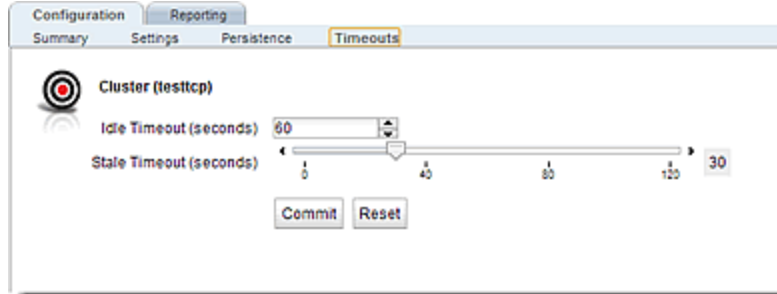 Configuration Reporting
Summary Settings Persistence Timeouts
Cluster (testtcp)
Idle Timeout (seconds) 60
Stale Timeout (seconds) 30
0 40 80 120
Commit Reset